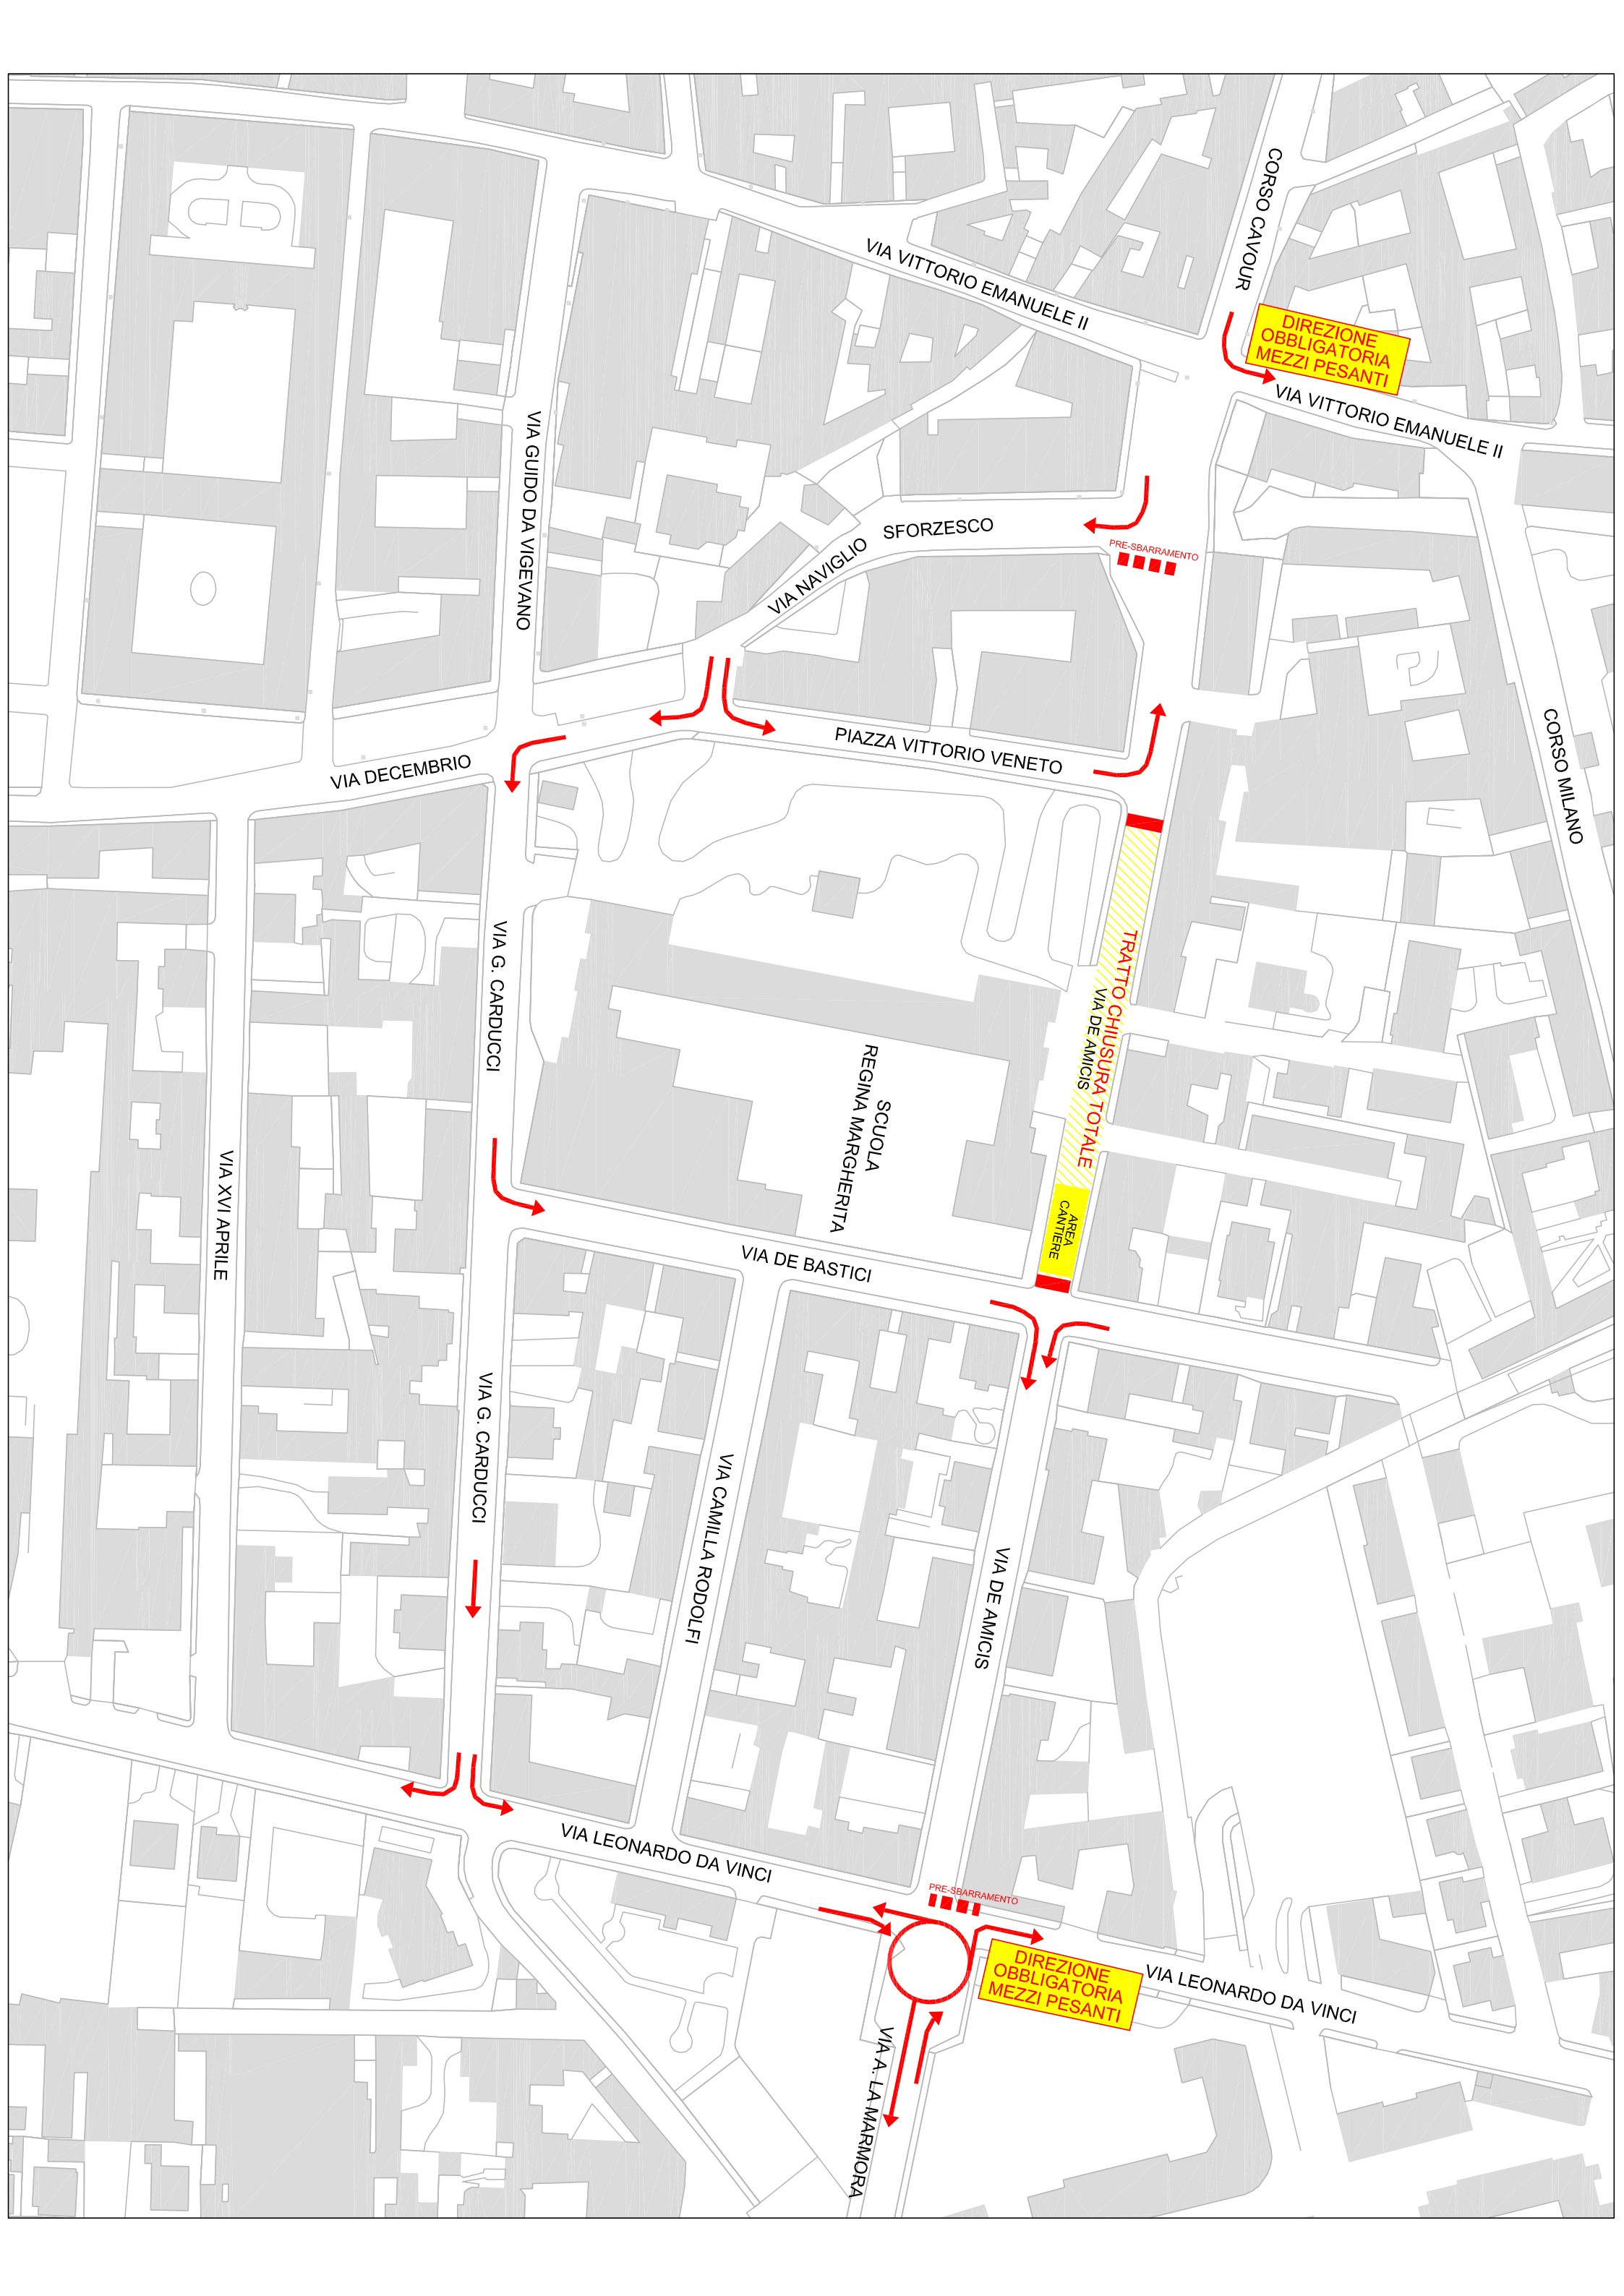 CORSO CAVOUR
VIA VITTORIO EMANUELE II
DIREZIONE
OBBLIGATORIA
MEZZI PESANTI
VIA VITTORIO EMANUELE II
VIA GUIDO DA VIGEVANO
SFORZESCO
VIA NAVIGLIO
PRE-SBARRAMENTO
PIAZZA VITTORIO VENETO
VIA DECEMBRIO
CORSO MILANO
VIA G. CARDUCCI
TRATTO CHIUSURA TOTALE
VIA DE AMICIS
SCUOLA
REGINA MARGHERITA
VIA XVI APRILE
AREA
CANTIERE
VIA DE BASTICI
VIA G. CARDUCCI
VIA CAMILLA RODOLFI
VIA DE AMICIS
VIA LEONARDO DA VINCI
PRE-SBARRAMENTO
DIREZIONE
OBBLIGATORIA
MEZZI PESANTI
VIA LEONARDO DA VINCI
VIA A. LA MARMORA